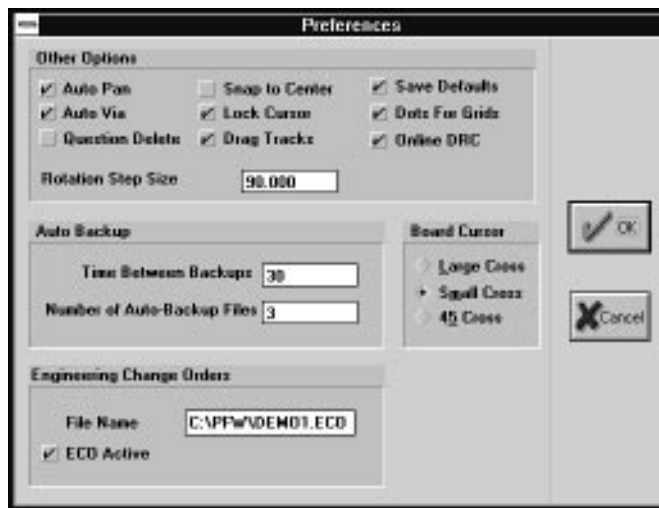 Preferences
Other Options
Auto Pan Snap to Center Save Defaults
Auto Via Lock Cursor Dots For Grids
Question Delete Drag Tracks Online DRC
Rotation Step Size 90.000
OK
Auto Backup Board Cursor
Time Between Backups 30 Large Cross
Small Cross
Number of Auto-Backup Files 3 45 Cross
Cancel
Engineering Change Orders
File Name C:\PFW\DEMO1.ECO
ECO Active